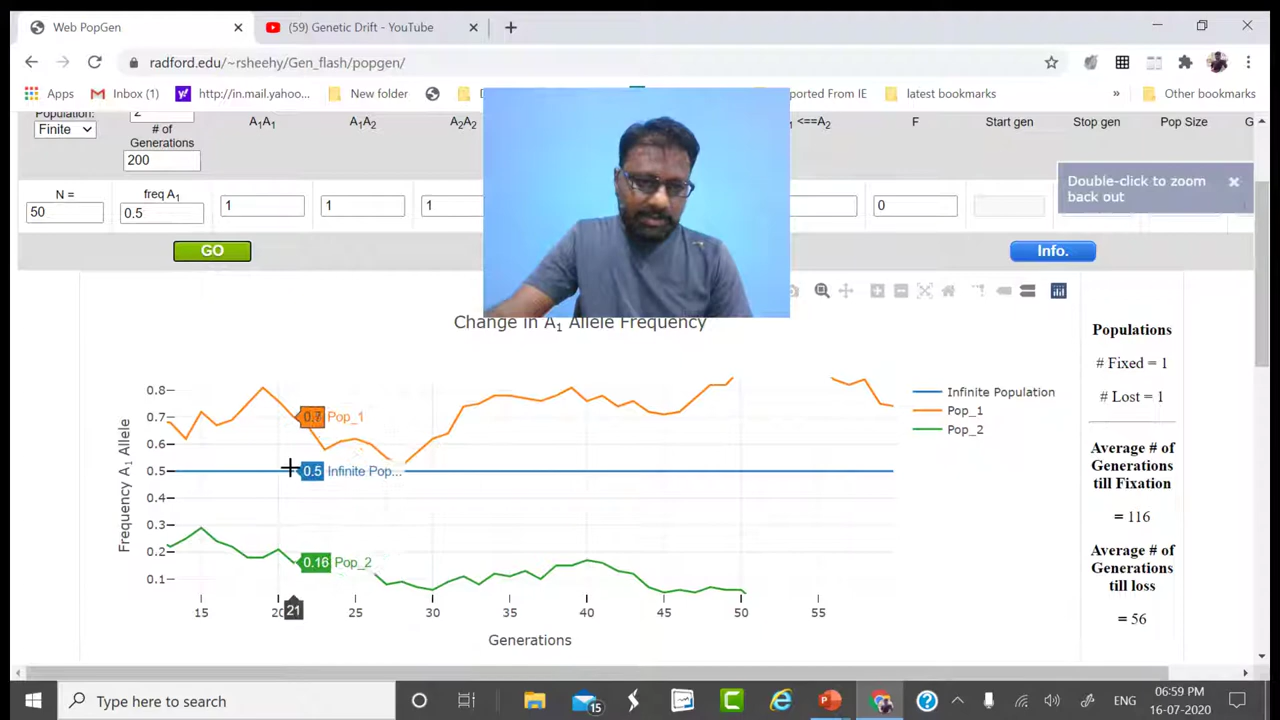 Web PopGen
(59) Genetic Drift - YouTube
radford.edu/~rsheehy/Gen_flash/popgen/
Apps
Inbox (1)
http://in.mail.yahoo...
New folder
ported From IE
latest bookmarks
»
Other bookmarks
Population:
Finite
2
# of
Generations
200
A1A1
A1A2
A2A2
<==A2
F
Start gen
Stop gen
Pop Size
G
N =
50
freq A1
0.5
1
1
1
0
Double-click to zoom
back out
GO
Info.
Change in A1 Allele Frequency
Frequency A1 Allele
0.8
0.7
0.6
0.5
0.4
0.3
0.2
0.1
0.7 Pop_1
0.5 Infinite Pop...
0.16 Pop_2
21
15
20
25
30
35
40
45
50
55
Generations
Infinite Population
Pop_1
Pop_2
Populations
# Fixed = 1
# Lost = 1
Average # of
Generations
till Fixation
= 116
Average # of
Generations
till loss
= 56
Type here to search
15
ENG
06:59 PM
16-07-2020